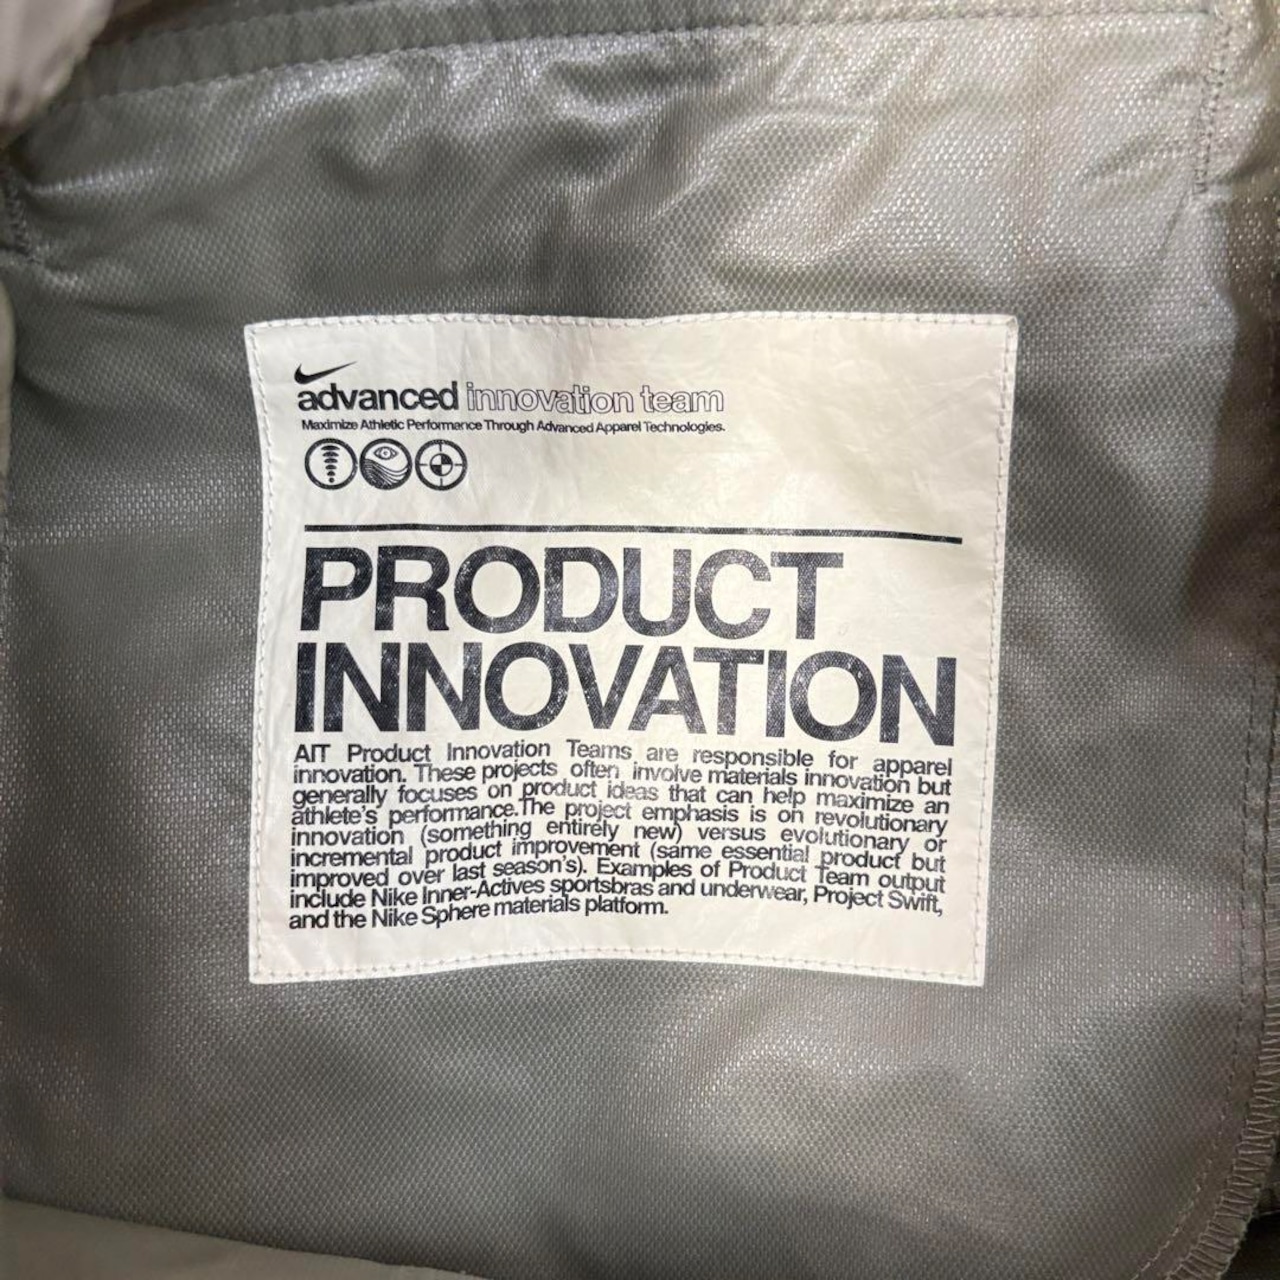 advanced innovation team
Maximize Athletic Performance Through Advanced Apparel Technologies.
PRODUCT
INNOVATION
AIT Product Innovation Teams are responsible for apparel
innovation. These projects often involve materials innovation but
generally focuses on product ideas that can help maximize an
athlete's performance.The project emphasis is on revolutionary
innovation (something entirely new) versus evolutionary or
incremental product improvement (same essential product but
improved over last season's). Examples of Product Team output
include Nike Inner-Actives sportsbras and underwear, Project Swift,
and the Nike Sphere materials platform.